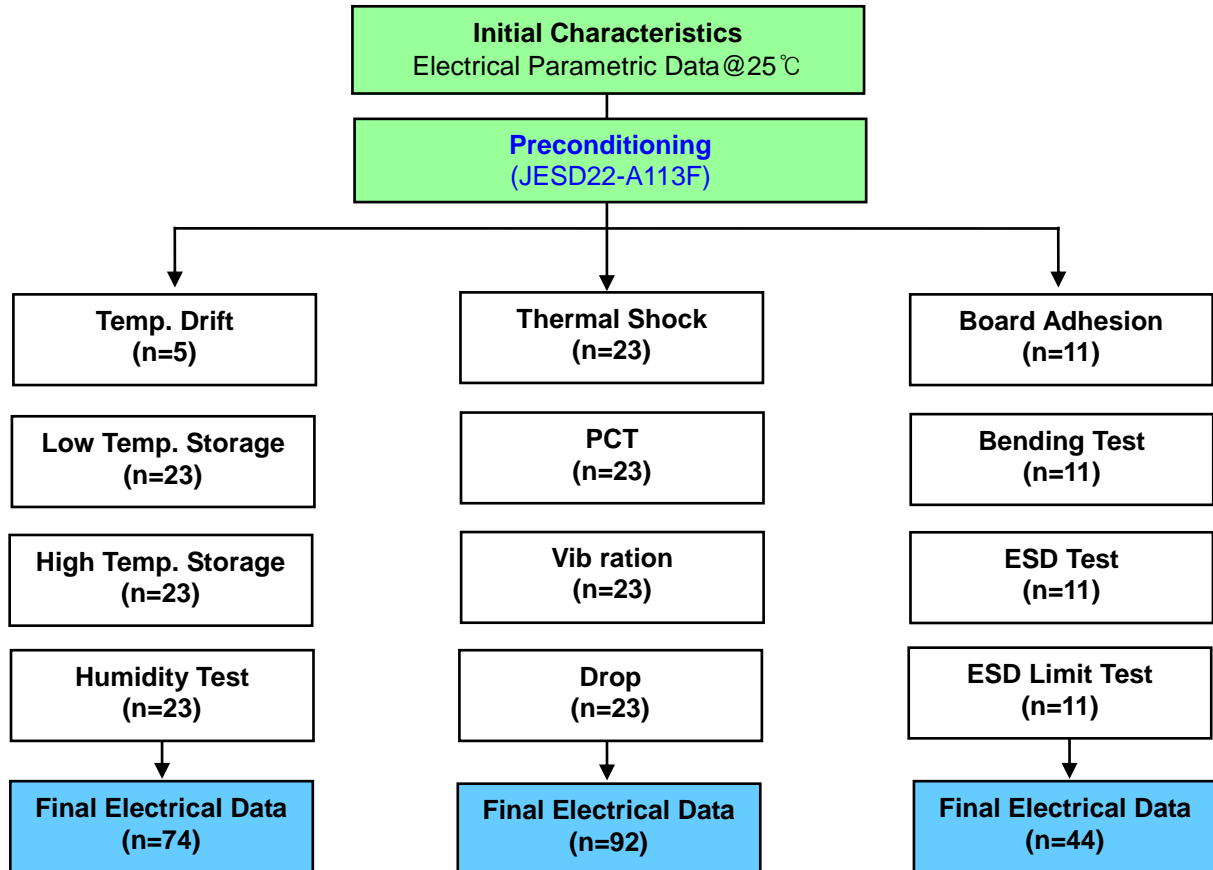 Initial Characteristics
Electrical Parametric Data@25℃
Preconditioning
(JESD22-A113F)
Temp. Drift
(n=5)
Low Temp. Storage
(n=23)
High Temp. Storage
(n=23)
Humidity Test
(n=23)
Final Electrical Data
(n=74)
Thermal Shock
(n=23)
PCT
(n=23)
Vib ration
(n=23)
Drop
(n=23)
Final Electrical Data
(n=92)
Board Adhesion
(n=11)
Bending Test
(n=11)
ESD Test
(n=11)
ESD Limit Test
(n=11)
Final Electrical Data
(n=44)